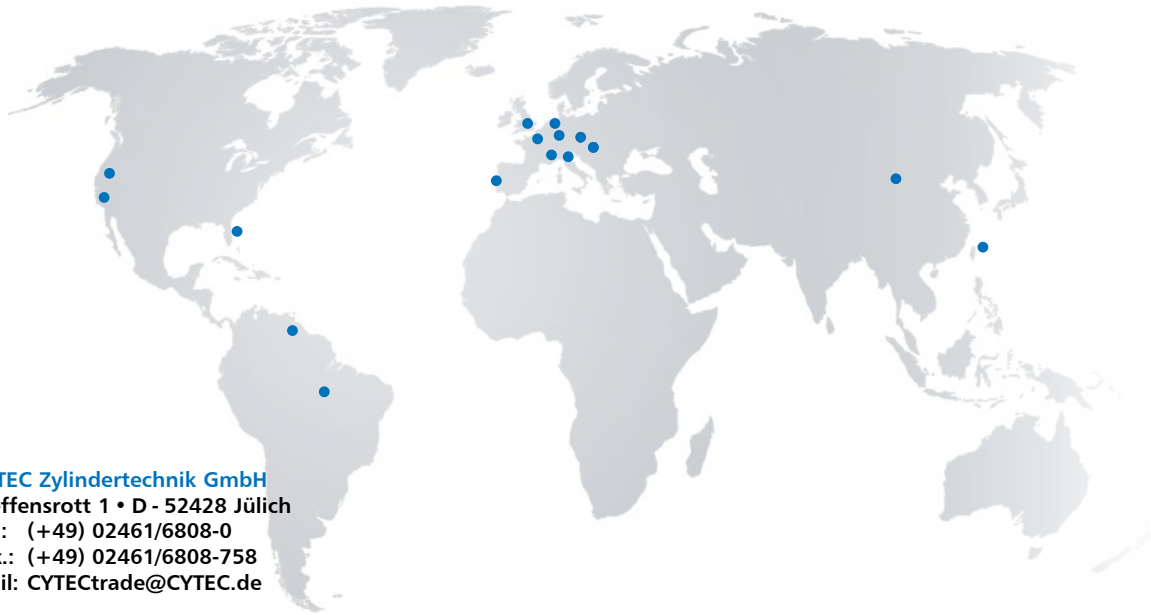 TEC Zylindertechnik GmbH
ffensrott 1 • D - 52428 Jülich
: (+49) 02461/6808-0
.: (+49) 02461/6808-758
il: CYTECtrade@CYTEC.de